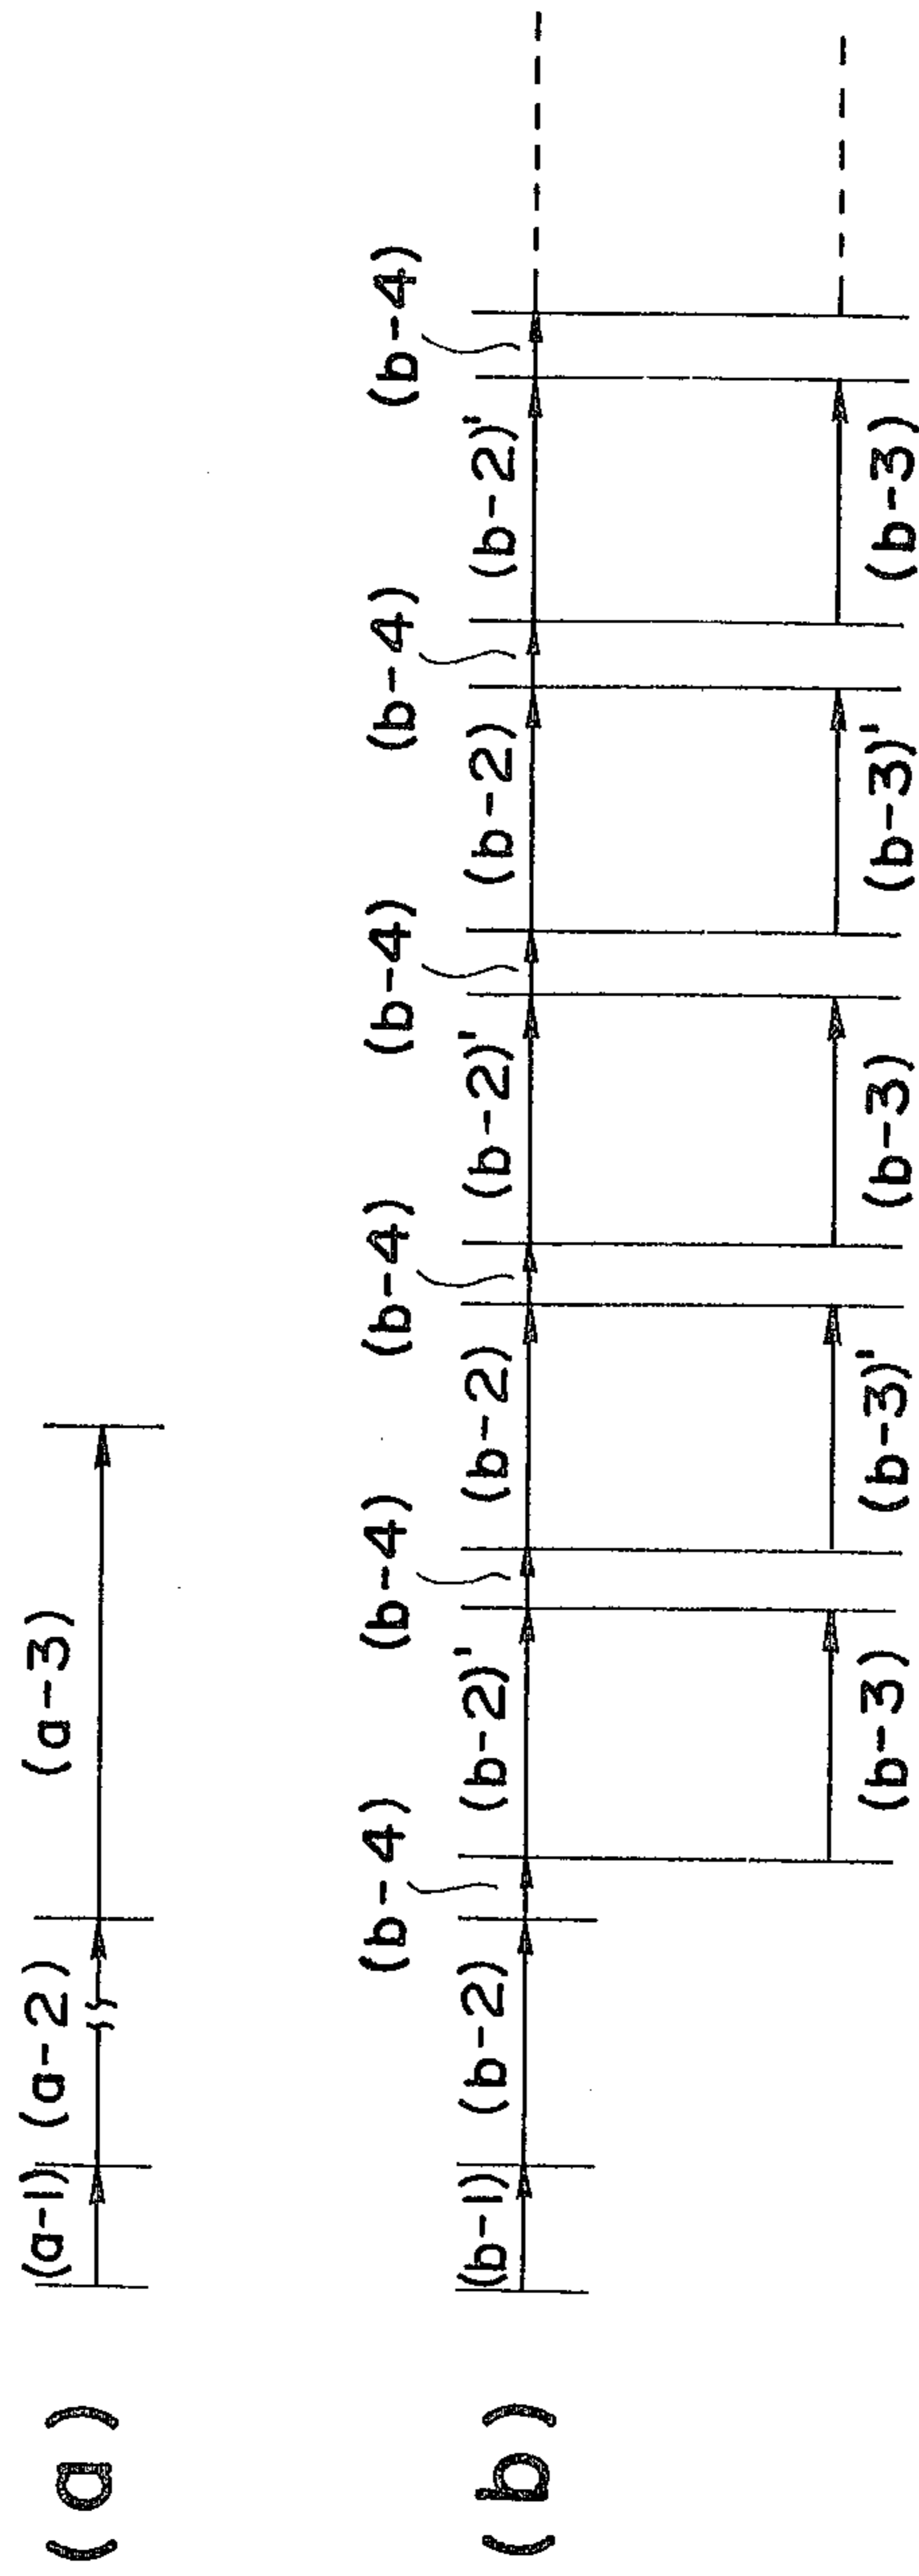 (a)
(a-1) (a-2) (a-3)
(b)
(b-4) (b-4) (b-4) (b-4) (b-4) (b-4)
(b-1) (b-2) (b-2)' (b-2) (b-2)' (b-2) (b-2)'
(b-3) (b-3)' (b-3) (b-3)' (b-3)